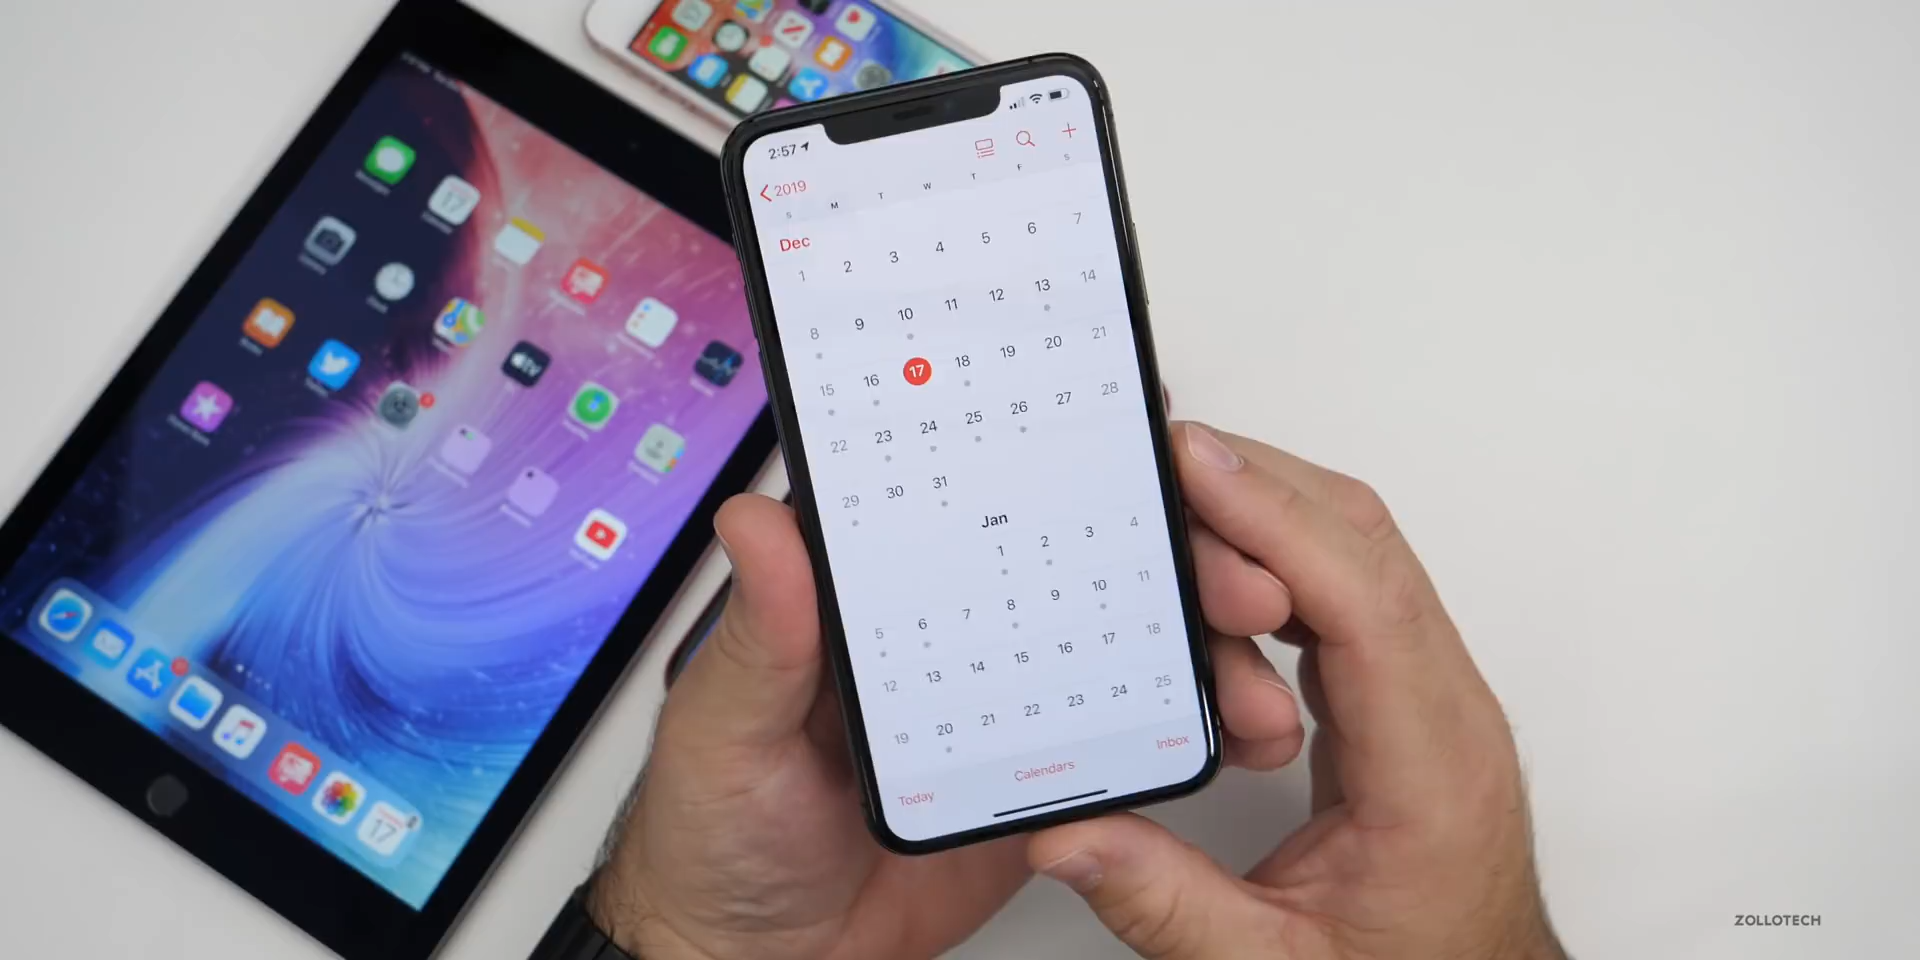 2:57
2019
S M T W T F S
Dec
1 2 3 4 5 6 7
8 9 10 11 12 13 14
15 16 17 18 19 20 21
22 23 24 25 26 27 28
29 30 31
Jan
1 2 3 4
5 6 7 8 9 10 11
12 13 14 15 16 17 18
19 20 21 22 23 24 25
Today Calendars Inbox
17
17
tv
ZOLLOTECH